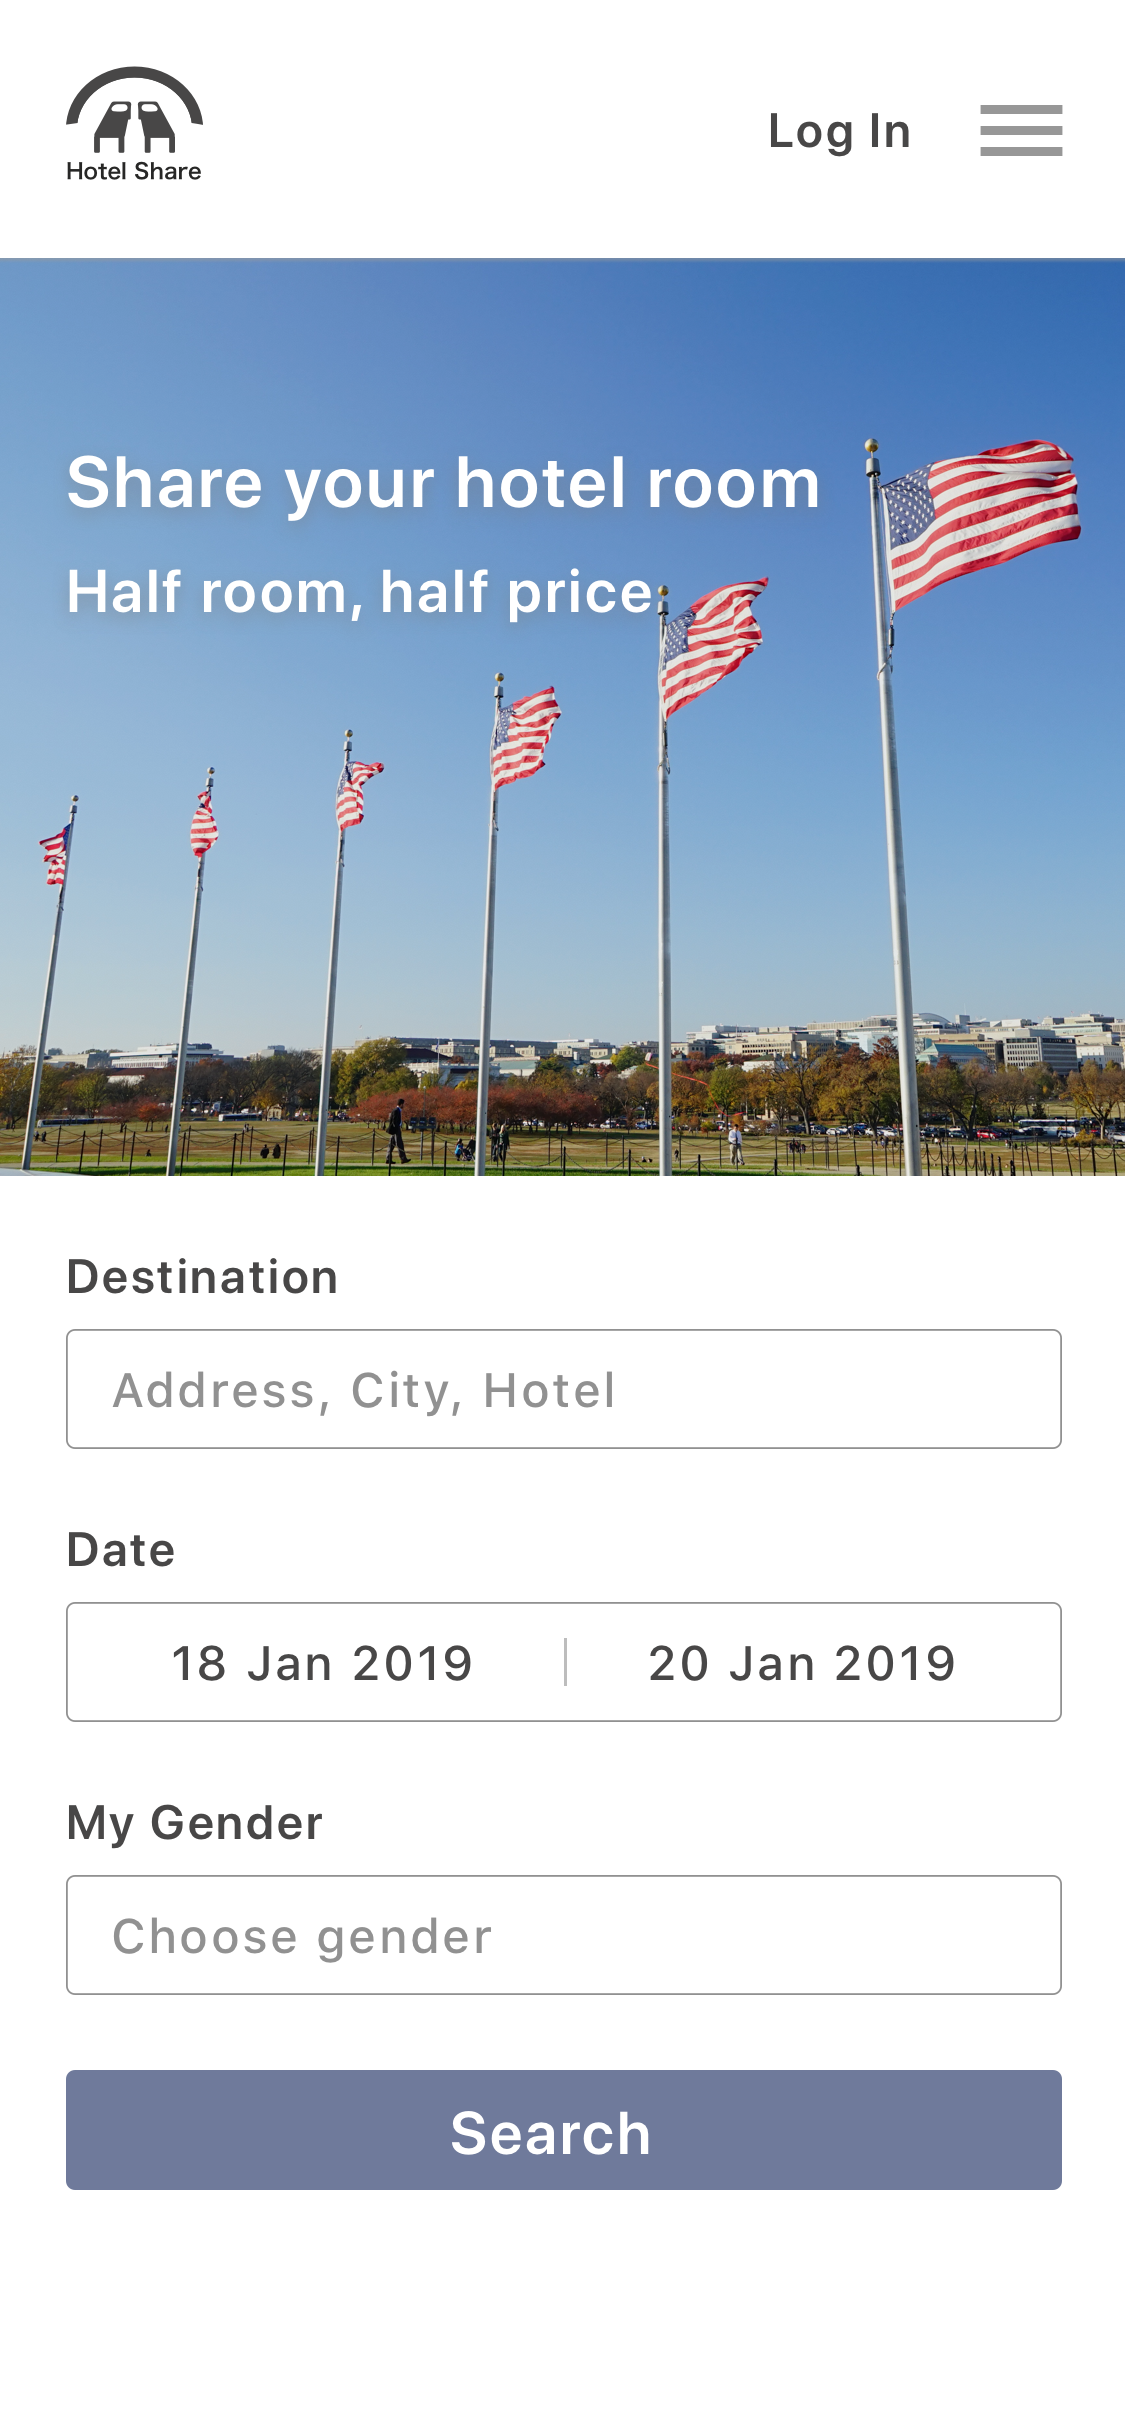 Hotel Share
Log In
Share your hotel room
Half room, half price.
Destination
Address, City, Hotel
Date
18 Jan 2019 | 20 Jan 2019
My Gender
Choose gender
Search